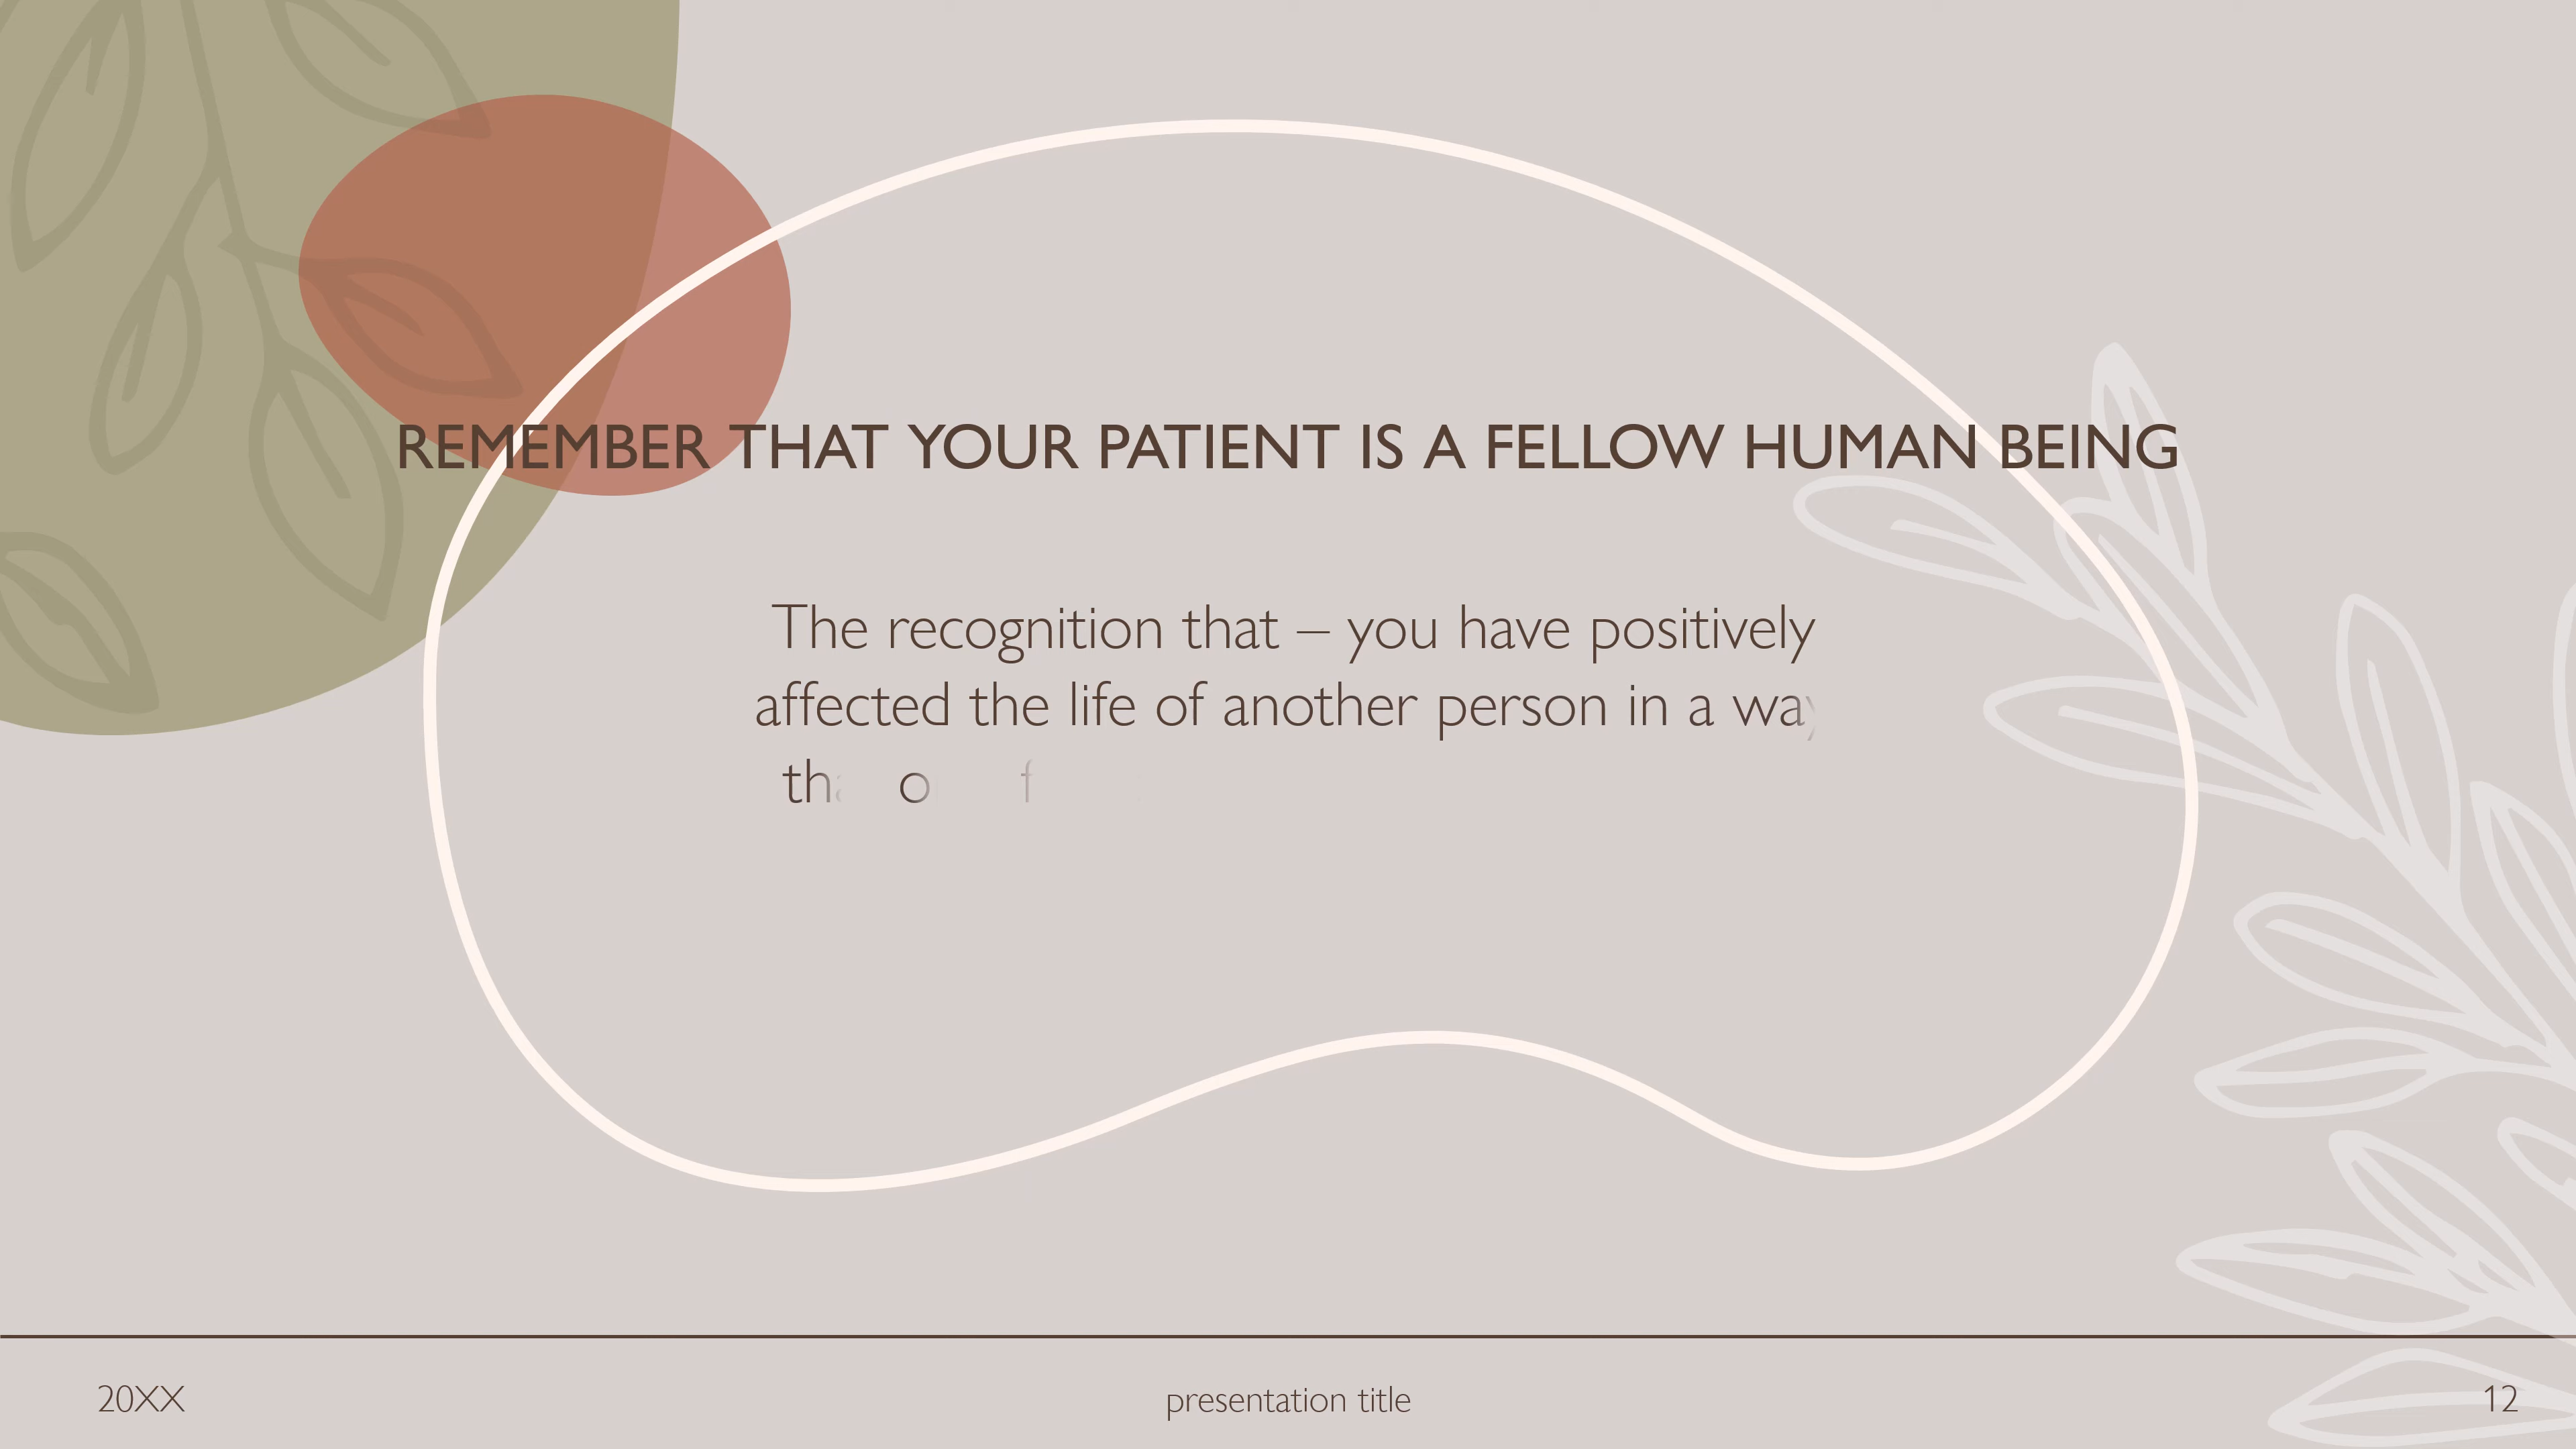 REMEMBER THAT YOUR PATIENT IS A FELLOW HUMAN BEING
The recognition that – you have positively
affected the life of another person in a way
20XX
presentation title
12